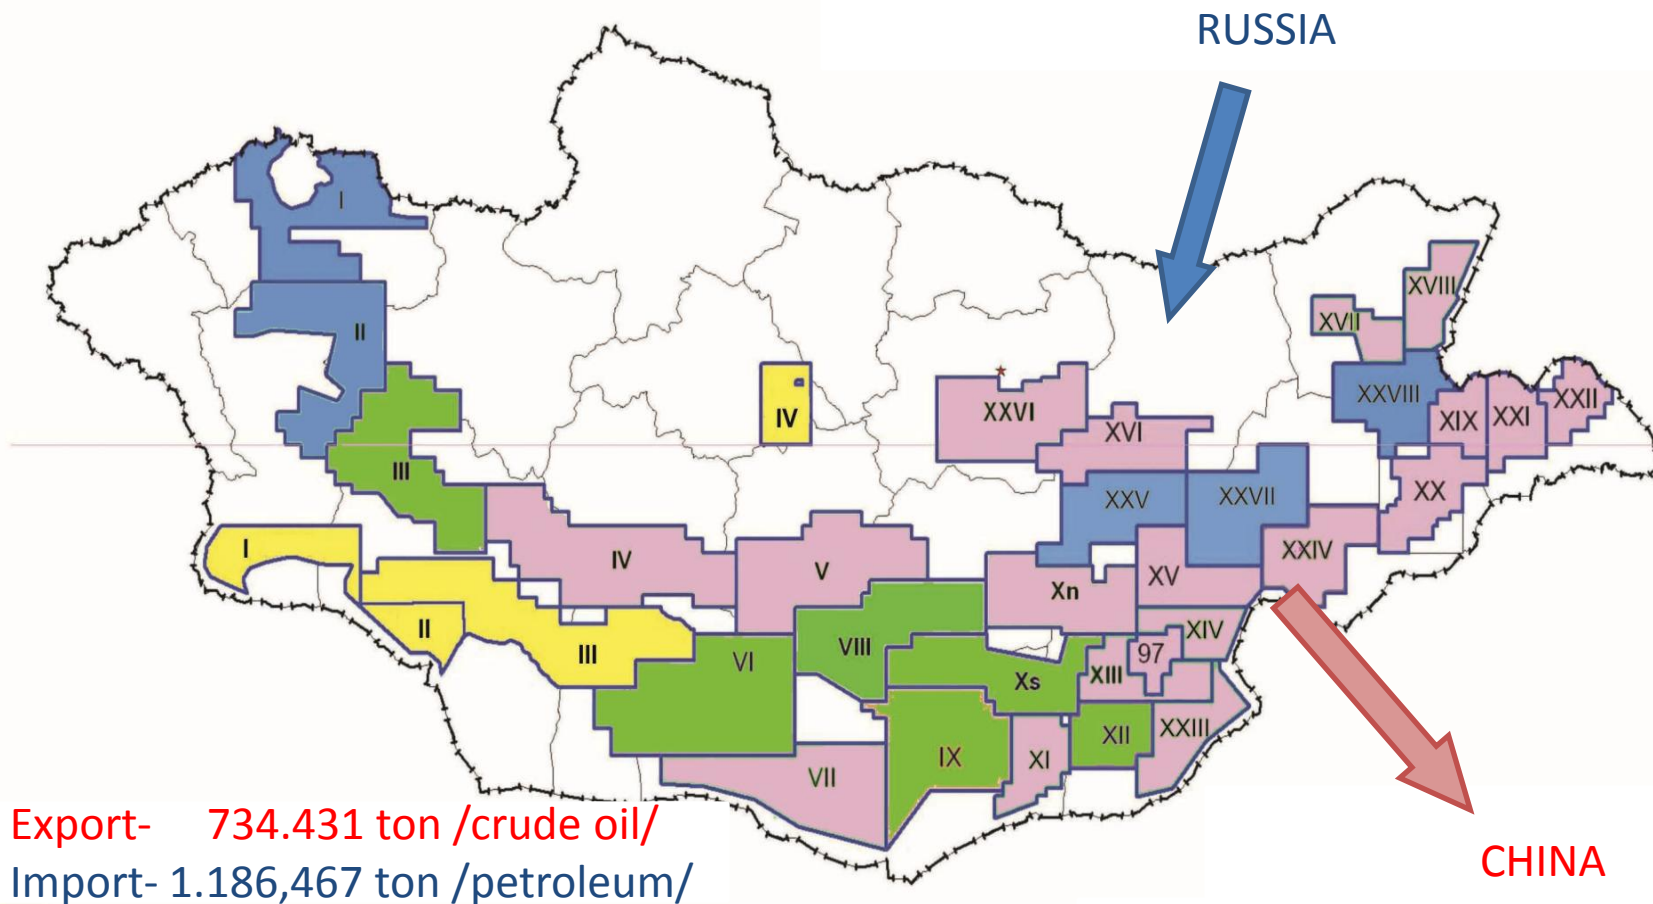 RUSSIA
I
XVIII
XVII
II
XXVIII
XXII
IV
XXVI
XIX
XXI
XVI
III
XXV
XXVII
XX
I
IV
V
XV
XXIV
Xn
II
III
VIII
XIV
VI
97
XIII
Xs
XXIII
XII
IX
XI
VII
Export- 734.431 ton /crude oil/
CHINA
Import- 1.186,467 ton /petroleum/